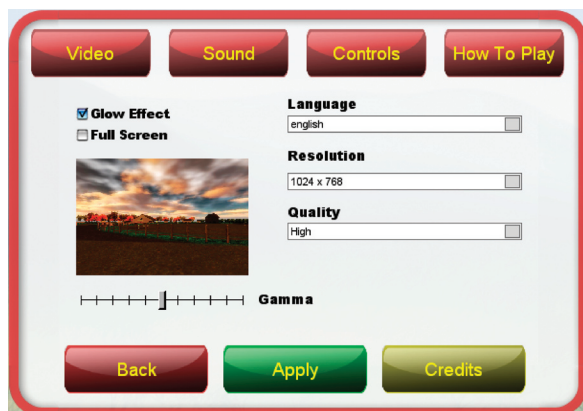 Video Sound Controls How To Play
Glow Effect
Full Screen
Language
english
Resolution
1024 x 768
Quality
High
Gamma
Back Apply Credits